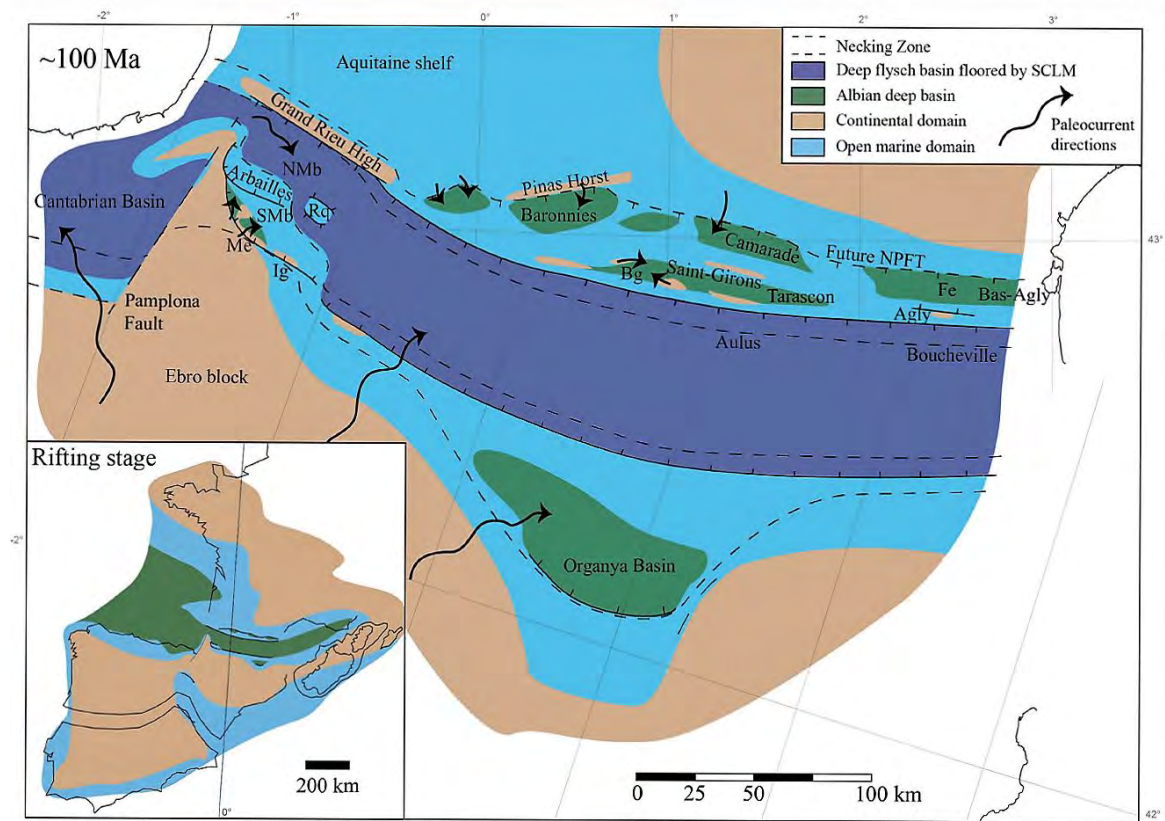 -2°
-1°
0°
1°
2°
3°
~100 Ma
Aquitaine shelf
Necking Zone
Deep flysch basin floored by SCLM
Albian deep basin
Continental domain
Open marine domain
Paleocurrent
directions
Grand Rieu High
NMb
Arbailles
Cantabrian Basin
SMb
Rq
Me
Ig
Pinas Horst
Baronnies
Camarade
43°
Future NPFT
Bg
Saint-Girons
Tarascon
Fe
Bas-Agly
Agly
Pamplona
Fault
Aulus
Boucheville
Ebro block
Rifting stage
-2°
Organya Basin
200 km
0°
0 25 50 100 km
42°